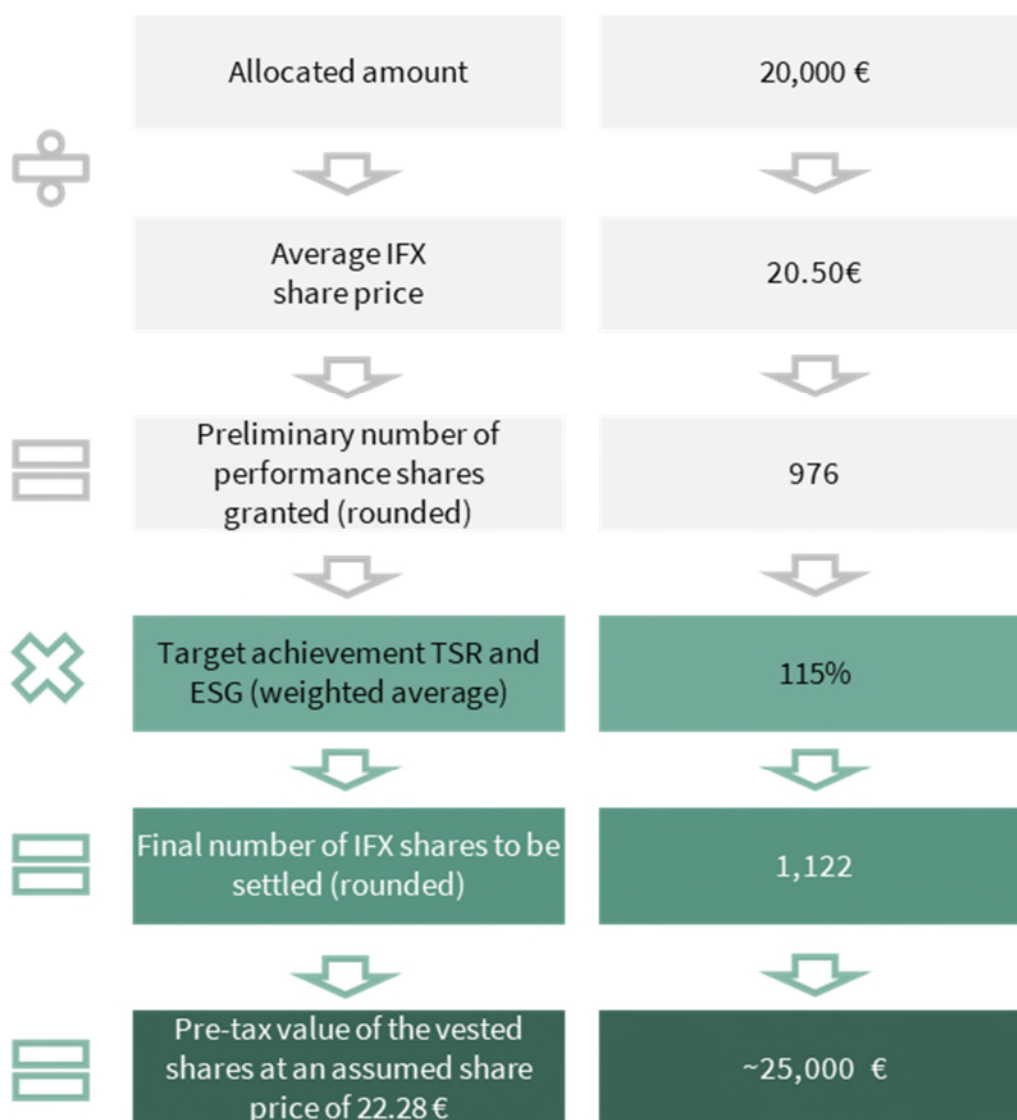 Allocated amount
20,000 €
Average IFX
share price
20.50€
Preliminary number of
performance shares
granted (rounded)
976
Target achievement TSR and
ESG (weighted average)
115%
Final number of IFX shares to be
settled (rounded)
1,122
Pre-tax value of the vested
shares at an assumed share
price of 22.28 €
~25,000 €